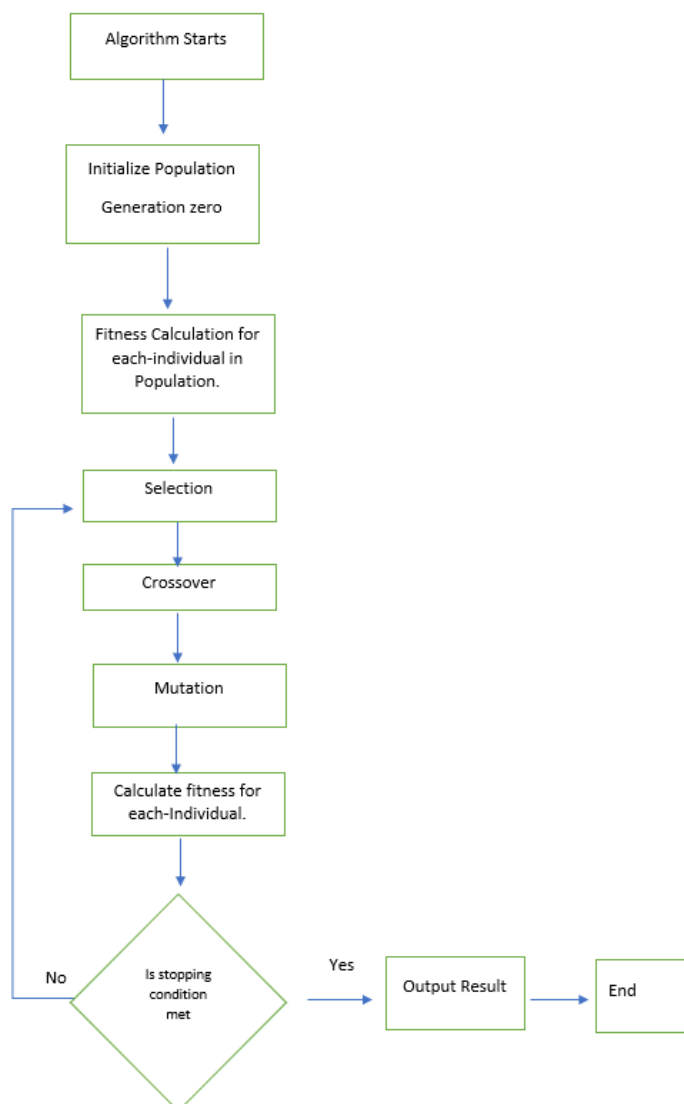 Algorithm Starts
Initialize Population
Generation zero
Fitness Calculation for
each-individual in
Population.
Selection
Crossover
Mutation
Calculate fitness for
each-Individual.
Is stopping
condition
met
No
Yes
Output Result
End